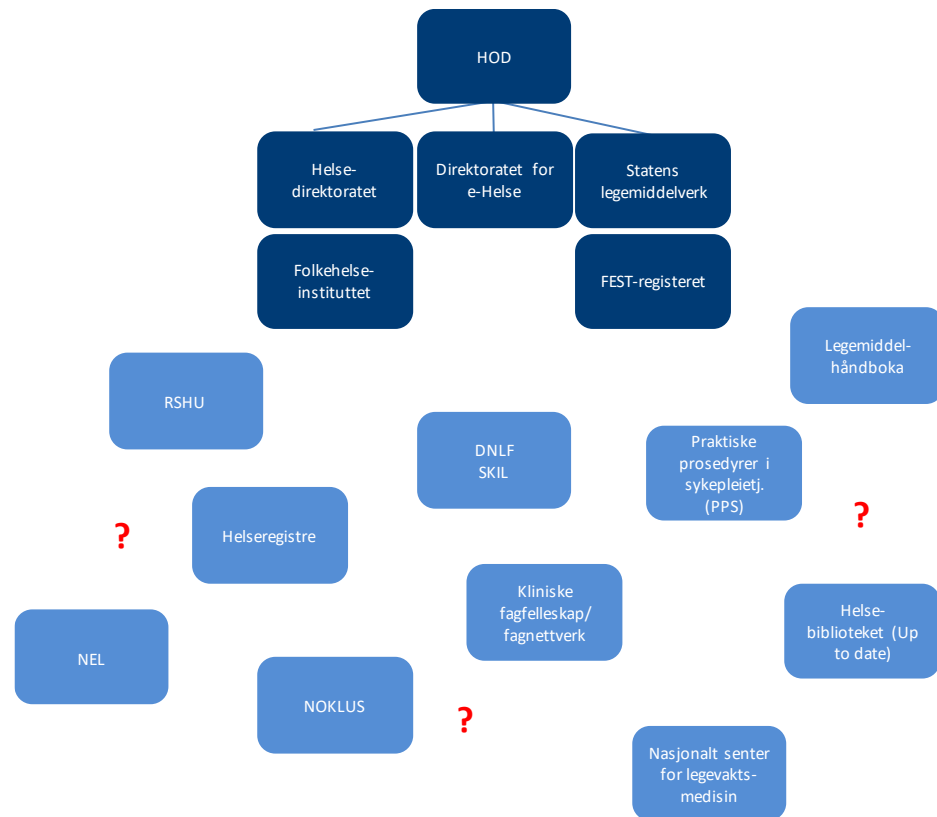 HOD
Helse-
direktoratet
Direktoratet for
e-Helse
Statens
legemiddelverk
Folkehelse-
instituttet
FEST-registeret
Legemiddel-
håndboka
RSHU
DNLF
SKIL
Praktiske
prosedyrer i
sykepleietj.
(PPS)
?
Helseregistre
?
Kliniske
fagfelleskap/
fagnettverk
Helse-
biblioteket (Up
to date)
NEL
NOKLUS
?
Nasjonalt senter
for legevakts-
medisin